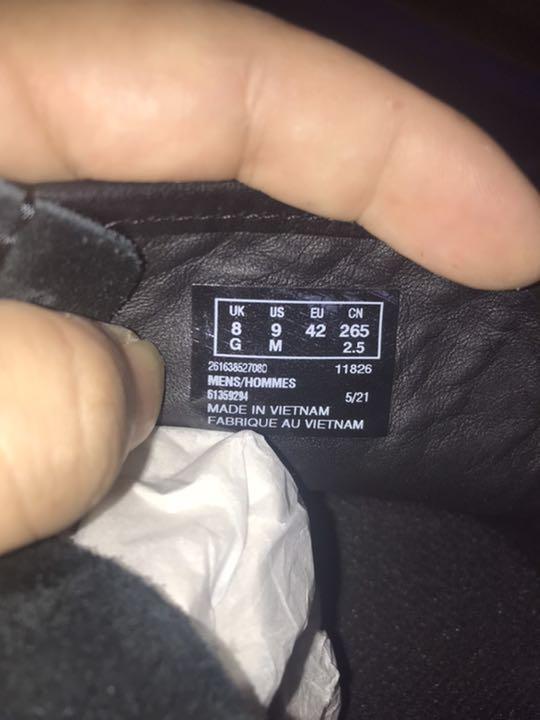 UK US EU CN
8 9 42 265
G M 2.5
261638527080 11826
MENS/HOMMES
61359294 5/21
MADE IN VIETNAM
FABRIQUE AU VIETNAM